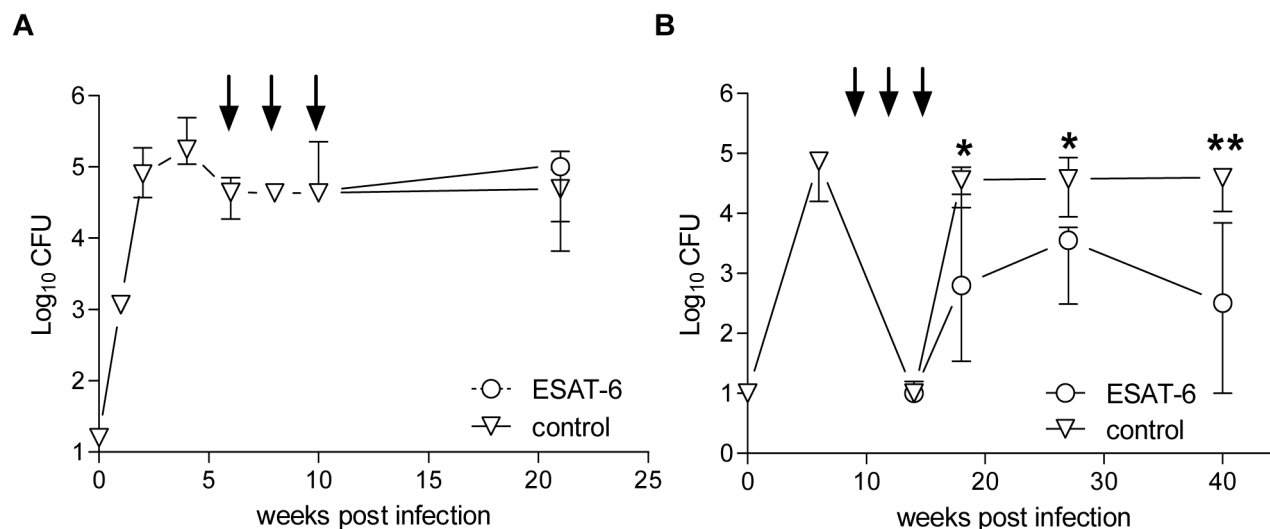 A
Log10 CFU
6
5
4
3
2
1
0 5 10 15 20 25
weeks post infection
ESAT-6
control
B
Log10 CFU
6
5
4
3
2
1
0
* * **
0 10 20 30 40
weeks post infection
ESAT-6
control